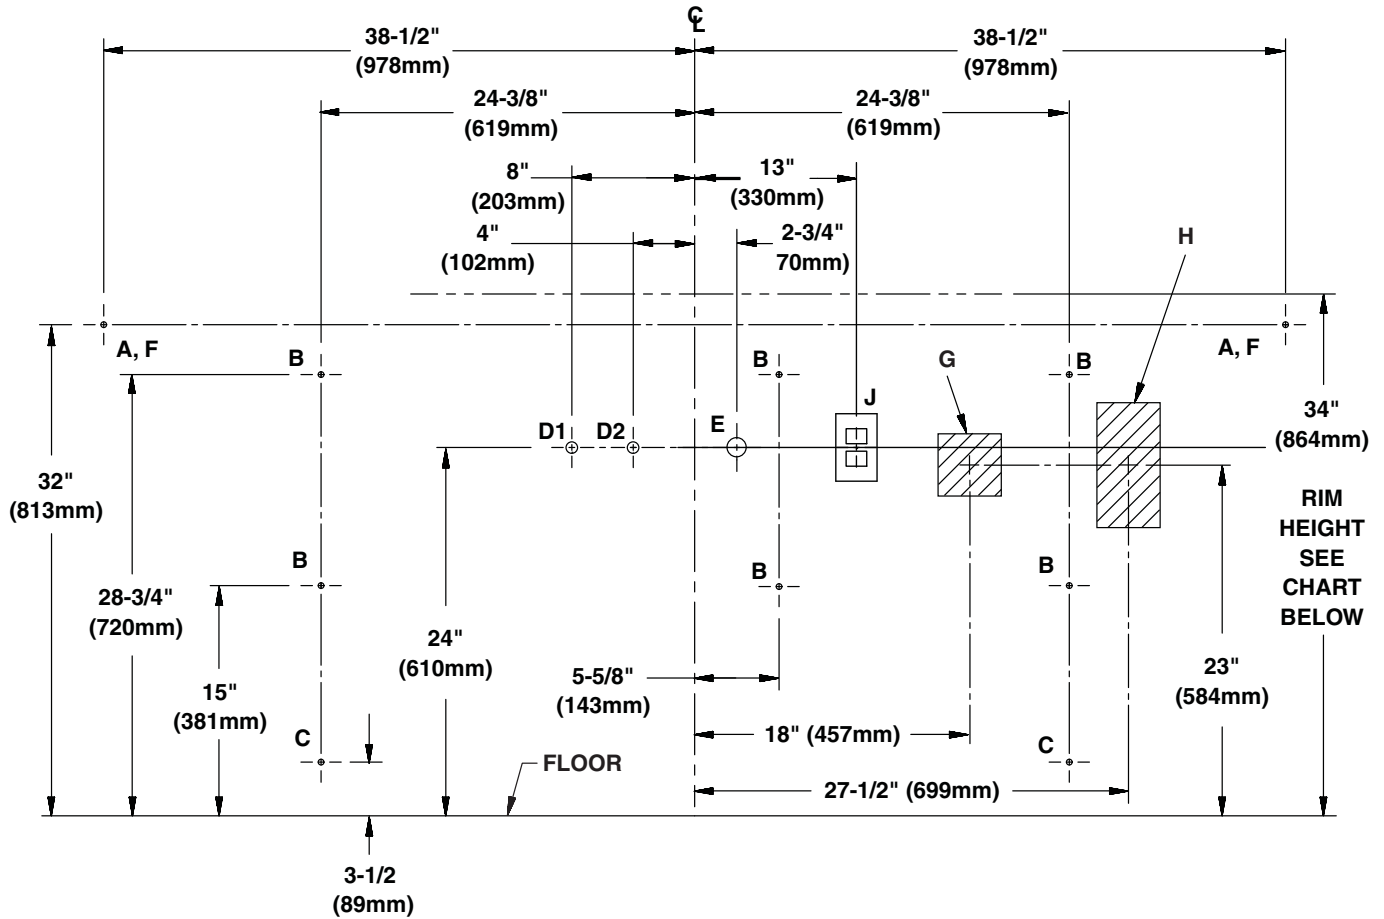 ℄
38-1/2"
(978mm)
38-1/2"
(978mm)
24-3/8"
(619mm)
24-3/8"
(619mm)
8"
(203mm)
13"
(330mm)
4"
(102mm)
2-3/4"
70mm)
H
A, F
A, F
B
B
B
G
J
D1
D2
E
34"
(864mm)
32"
(813mm)
RIM
HEIGHT
SEE
CHART
BELOW
B
B
B
28-3/4"
(720mm)
24"
(610mm)
5-5/8"
(143mm)
23"
(584mm)
15"
(381mm)
C
C
18" (457mm)
FLOOR
27-1/2" (699mm)
3-1/2
(89mm)